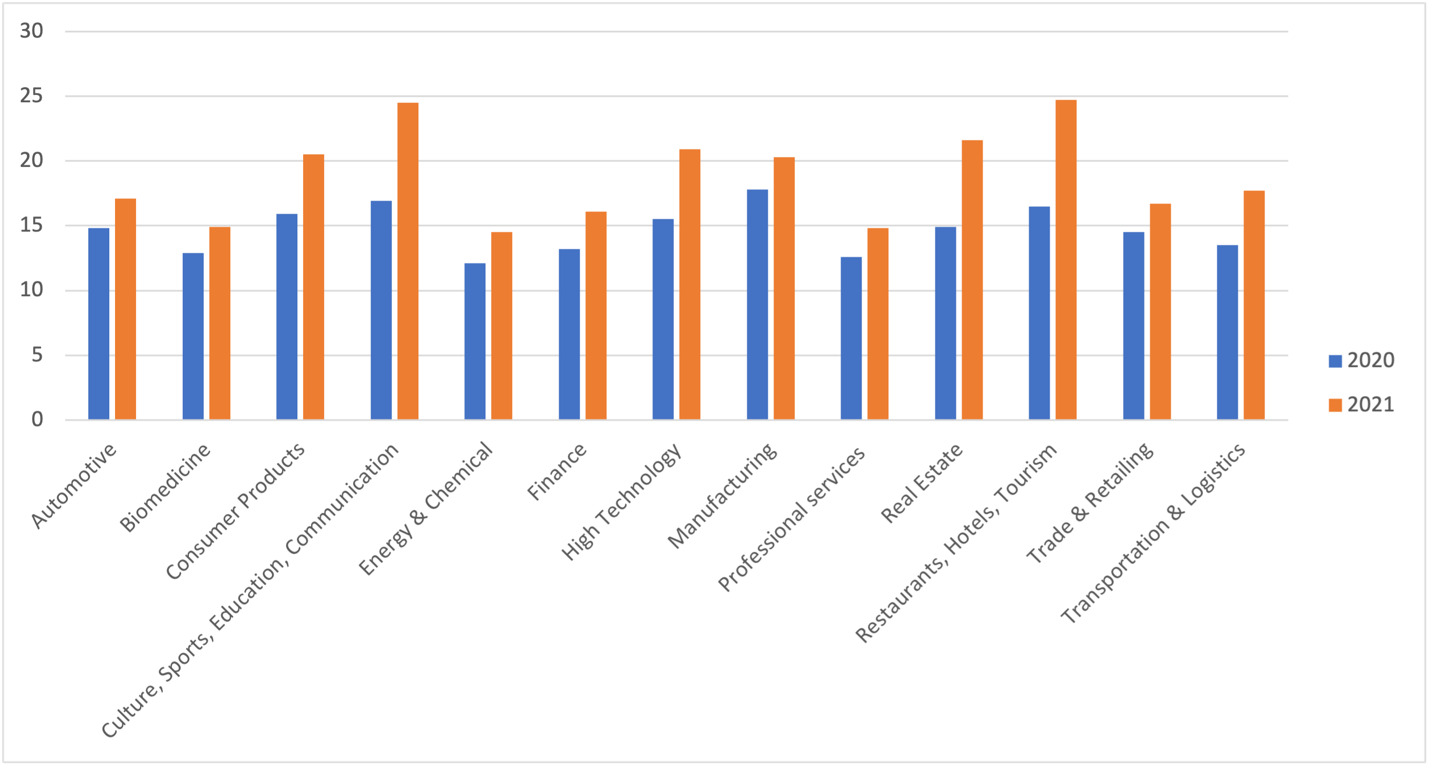 30
25
20
15
10
5
0
2020
2021
Automotive
Biomedicine
Consumer Products
Culture, Sports, Education, Communication
Energy & Chemical
Finance
High Technology
Manufacturing
Professional services
Real Estate
Restaurants, Hotels, Tourism
Trade & Retailing
Transportation & Logistics